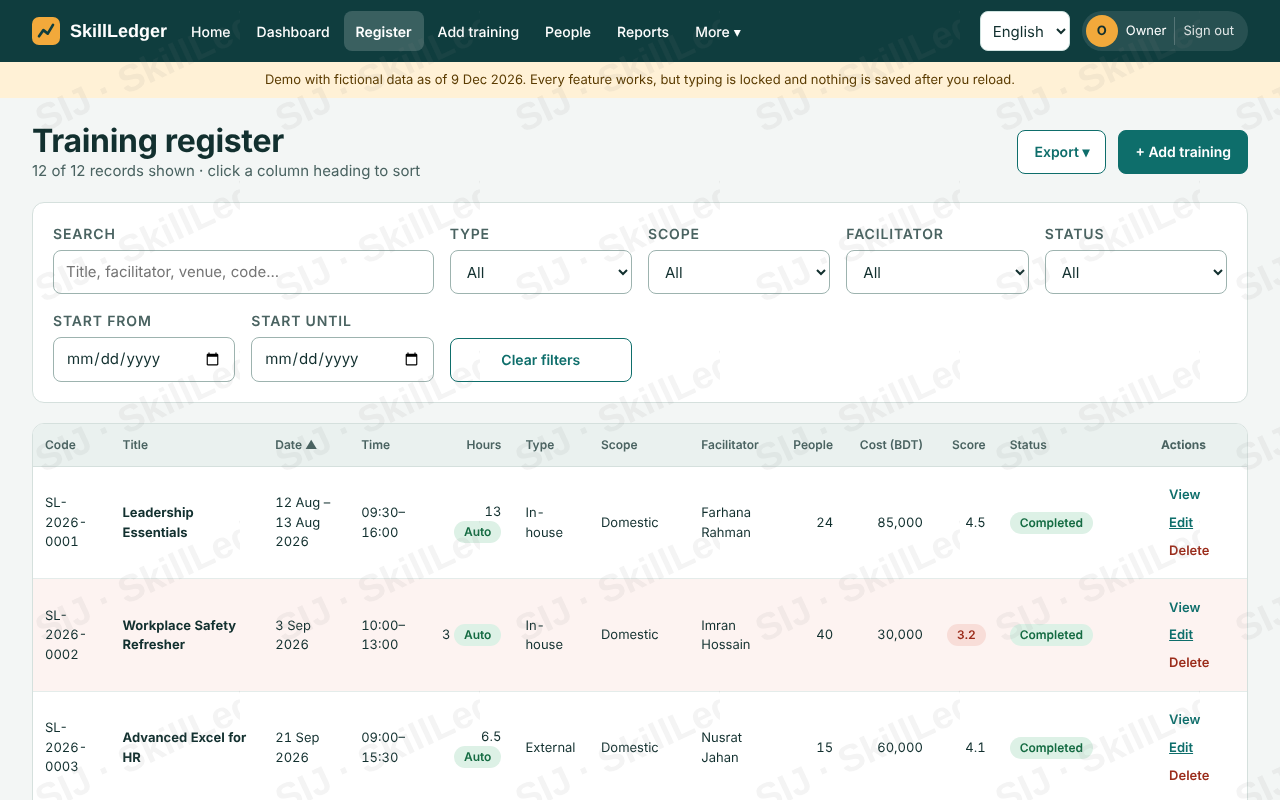 SkillLedger Home Dashboard Register Add training People Reports More ▾ English O Owner Sign out
Demo with fictional data as of 9 Dec 2026. Every feature works, but typing is locked and nothing is saved after you reload.
Training register
12 of 12 records shown · click a column heading to sort
Export ▾ + Add training
SEARCH TYPE SCOPE FACILITATOR STATUS
Title, facilitator, venue, code... All All All All
START FROM START UNTIL
mm/dd/yyyy mm/dd/yyyy Clear filters
Code Title Date ▲ Time Hours Type Scope Facilitator People Cost (BDT) Score Status Actions
SL-2026-0001 Leadership Essentials 12 Aug – 13 Aug 2026 09:30–16:00 13 Auto In-house Domestic Farhana Rahman 24 85,000 4.5 Completed View Edit Delete
SL-2026-0002 Workplace Safety Refresher 3 Sep 2026 10:00–13:00 3 Auto In-house Domestic Imran Hossain 40 30,000 3.2 Completed View Edit Delete
SL-2026-0003 Advanced Excel for HR 21 Sep 2026 09:00–15:30 6.5 Auto External Domestic Nusrat Jahan 15 60,000 4.1 Completed View Edit Delete
SIJ · SkillLer